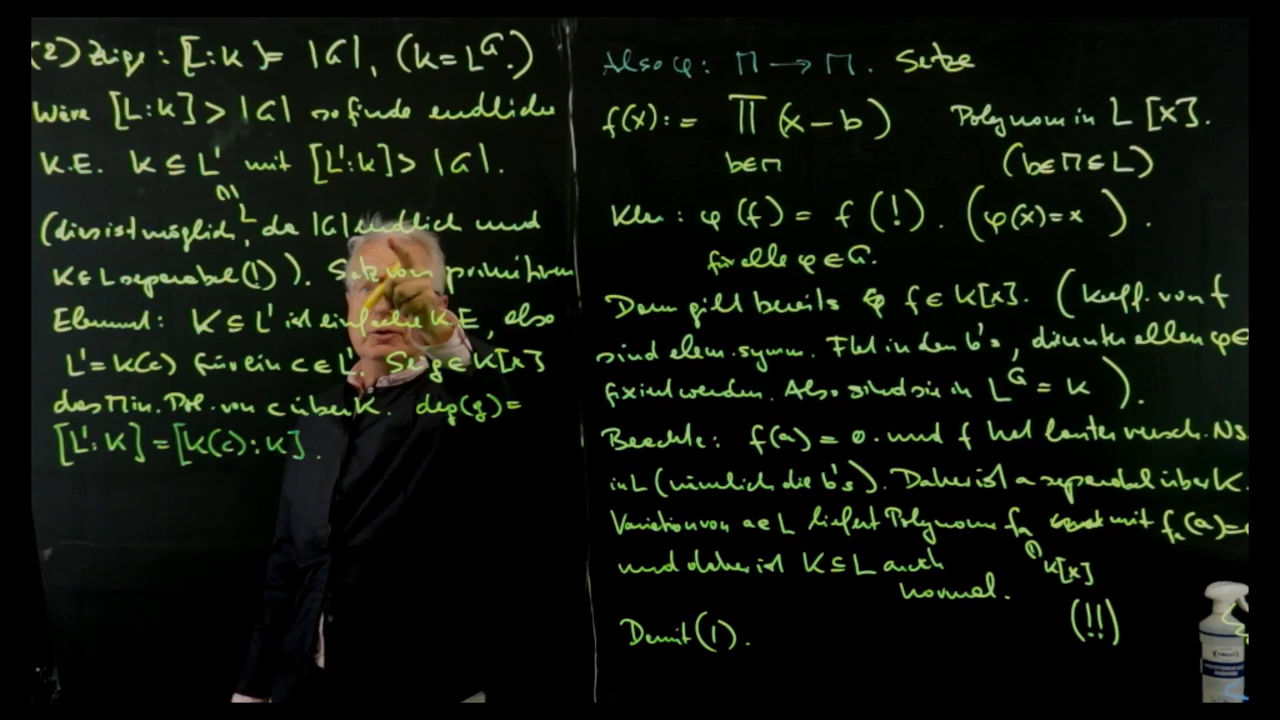 (2) Zeige: [L:K] = |G|, (K = L^G.)
Wäre [L:K] > |G| so finde endliche
K.E. K ⊆ L' mit [L':K] > |G|.
⊆ L
(dies ist möglich, da |G| endlich und
K ⊆ L separabel (!) ). Satz vom primitiven
Element: K ⊆ L' ist einfache K.E, also
L' = K(c) für ein c ∈ L'. Sei g ∈ K[x]
das Min. Pol. von c über K. deg(g) =
[L':K] = [K(c):K].
Also φ: M → M. Setze
f(x) := ∏ (x-b) Polynom in L [x].
b∈M (b∈M⊆L)
Klar: φ(f) = f (!). (φ(x)=x ).
für alle φ ∈ G.
Dann gilt bereits f ∈ K[x]. (Koeff. von f
sind elem. symm. Fkt in den b's, die unter allen φ∈
fixiert werden. Also sind sie in L^G = K ).
Beachte: f(a) = 0. und f hat lauter versch. NS.
in L (nämlich die b's). Daher ist a separabel über K.
Variation von a∈L liefert Polynome f_a mit f_a(a)=
∈ K[x]
und daher ist K ⊆ L auch
normal.
(!!)
Damit (1).